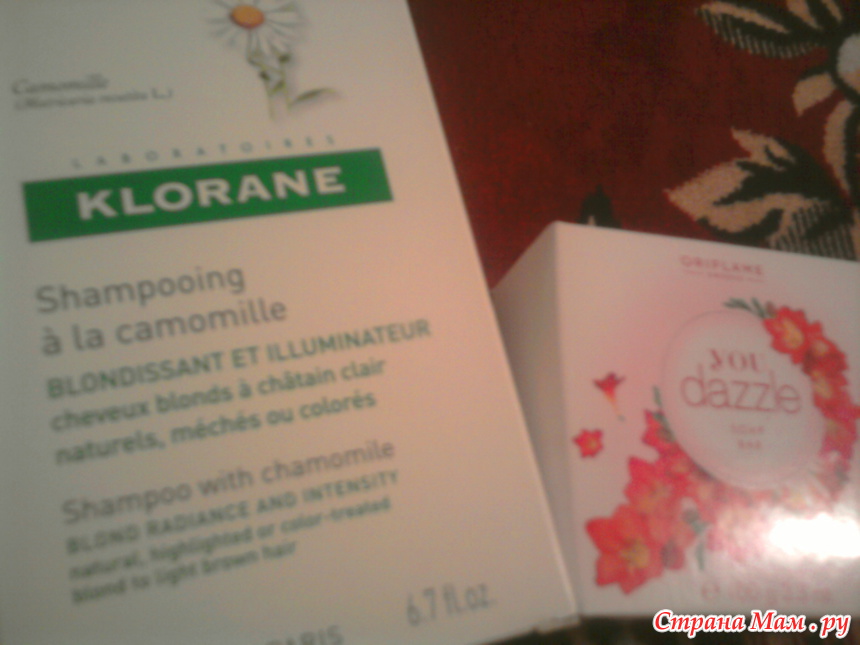 Camomille
LABORATOIRES
KLORANE
Shampooing
à la camomille
BLONDISSANT ET ILLUMINATEUR
cheveux blonds à châtain clair
naturels, méchés ou colorés
Shampoo with chamomile
BLOND RADIANCE AND INTENSITY
natural, highlighted or color-treated
blond to light brown hair
6.7 fl.oz.
PARIS
ORIFLAME
YOU
dazzle
SOAP
BAR
Страна Мам.ру